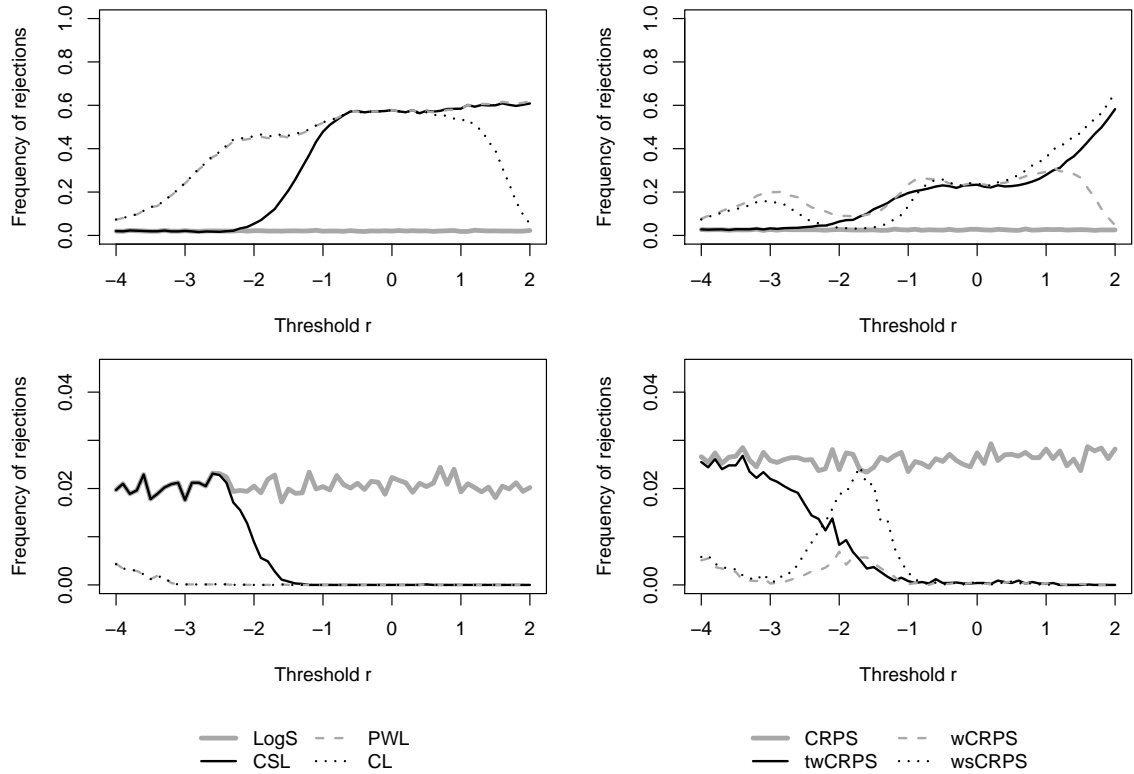 Frequency of rejections
0.0 0.2 0.4 0.6 0.8 1.0
−4 −3 −2 −1 0 1 2
Threshold r
Frequency of rejections
0.0 0.2 0.4 0.6 0.8 1.0
−4 −3 −2 −1 0 1 2
Threshold r
Frequency of rejections
0.00 0.02 0.04
−4 −3 −2 −1 0 1 2
Threshold r
Frequency of rejections
0.00 0.02 0.04
−4 −3 −2 −1 0 1 2
Threshold r
LogS PWL
CSL CL
CRPS wCRPS
twCRPS wsCRPS